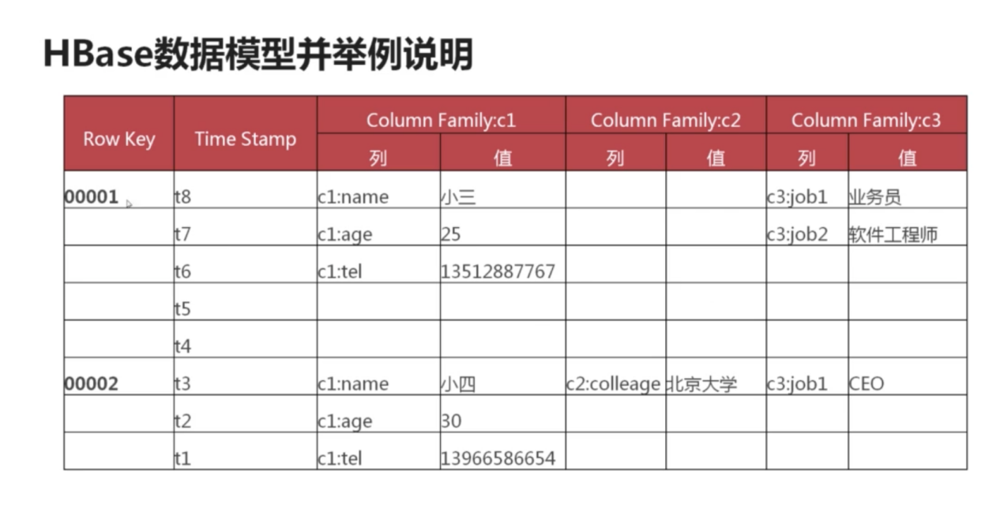 HBase数据模型并举例说明
Row Key Time Stamp Column Family:c1 Column Family:c2 Column Family:c3
列 值 列 值 列 值
00001 t8 c1:name 小三 c3:job1 业务员
t7 c1:age 25 c3:job2 软件工程师
t6 c1:tel 13512887767
t5
t4
00002 t3 c1:name 小四 c2:colleage 北京大学 c3:job1 CEO
t2 c1:age 30
t1 c1:tel 13966586654